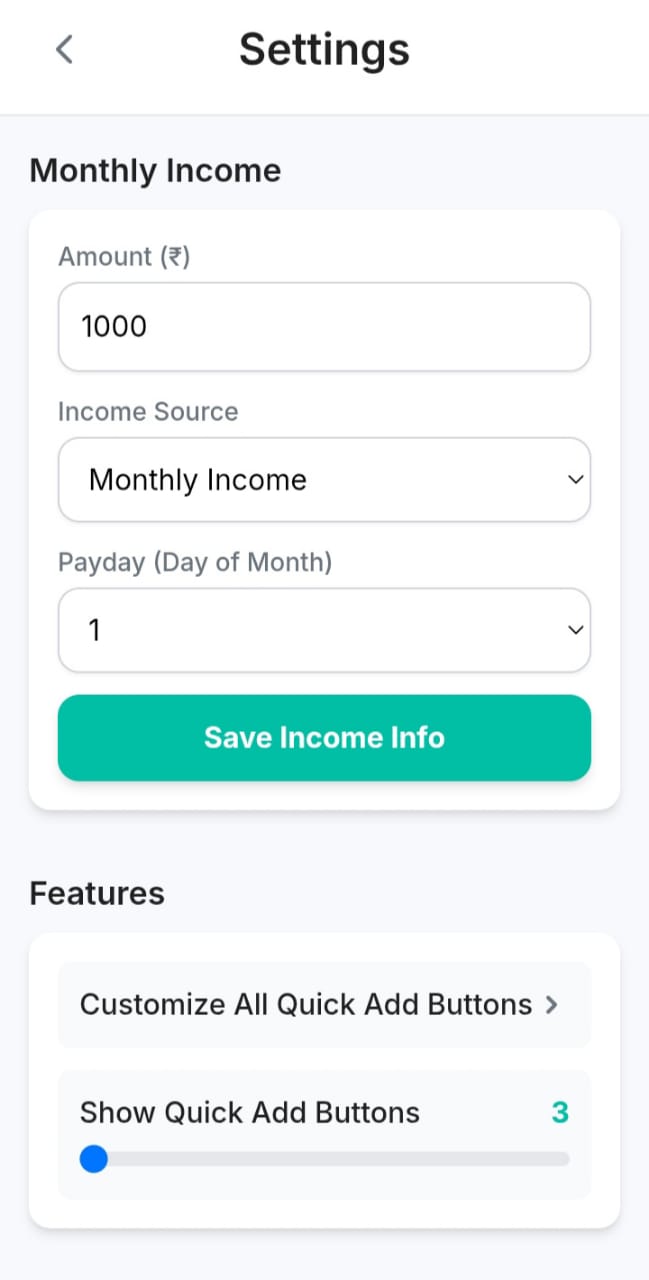 Settings
Monthly Income
Amount (₹)
1000
Income Source
Monthly Income
Payday (Day of Month)
1
Save Income Info
Features
Customize All Quick Add Buttons
Show Quick Add Buttons 3